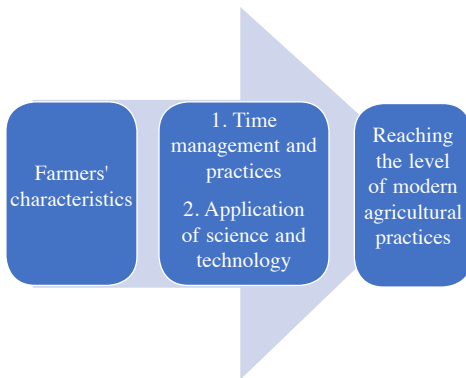 Farmers'
characteristics
1. Time
management and
practices
2. Application
of science and
technology
Reaching
the level
of modern
agricultural
practices